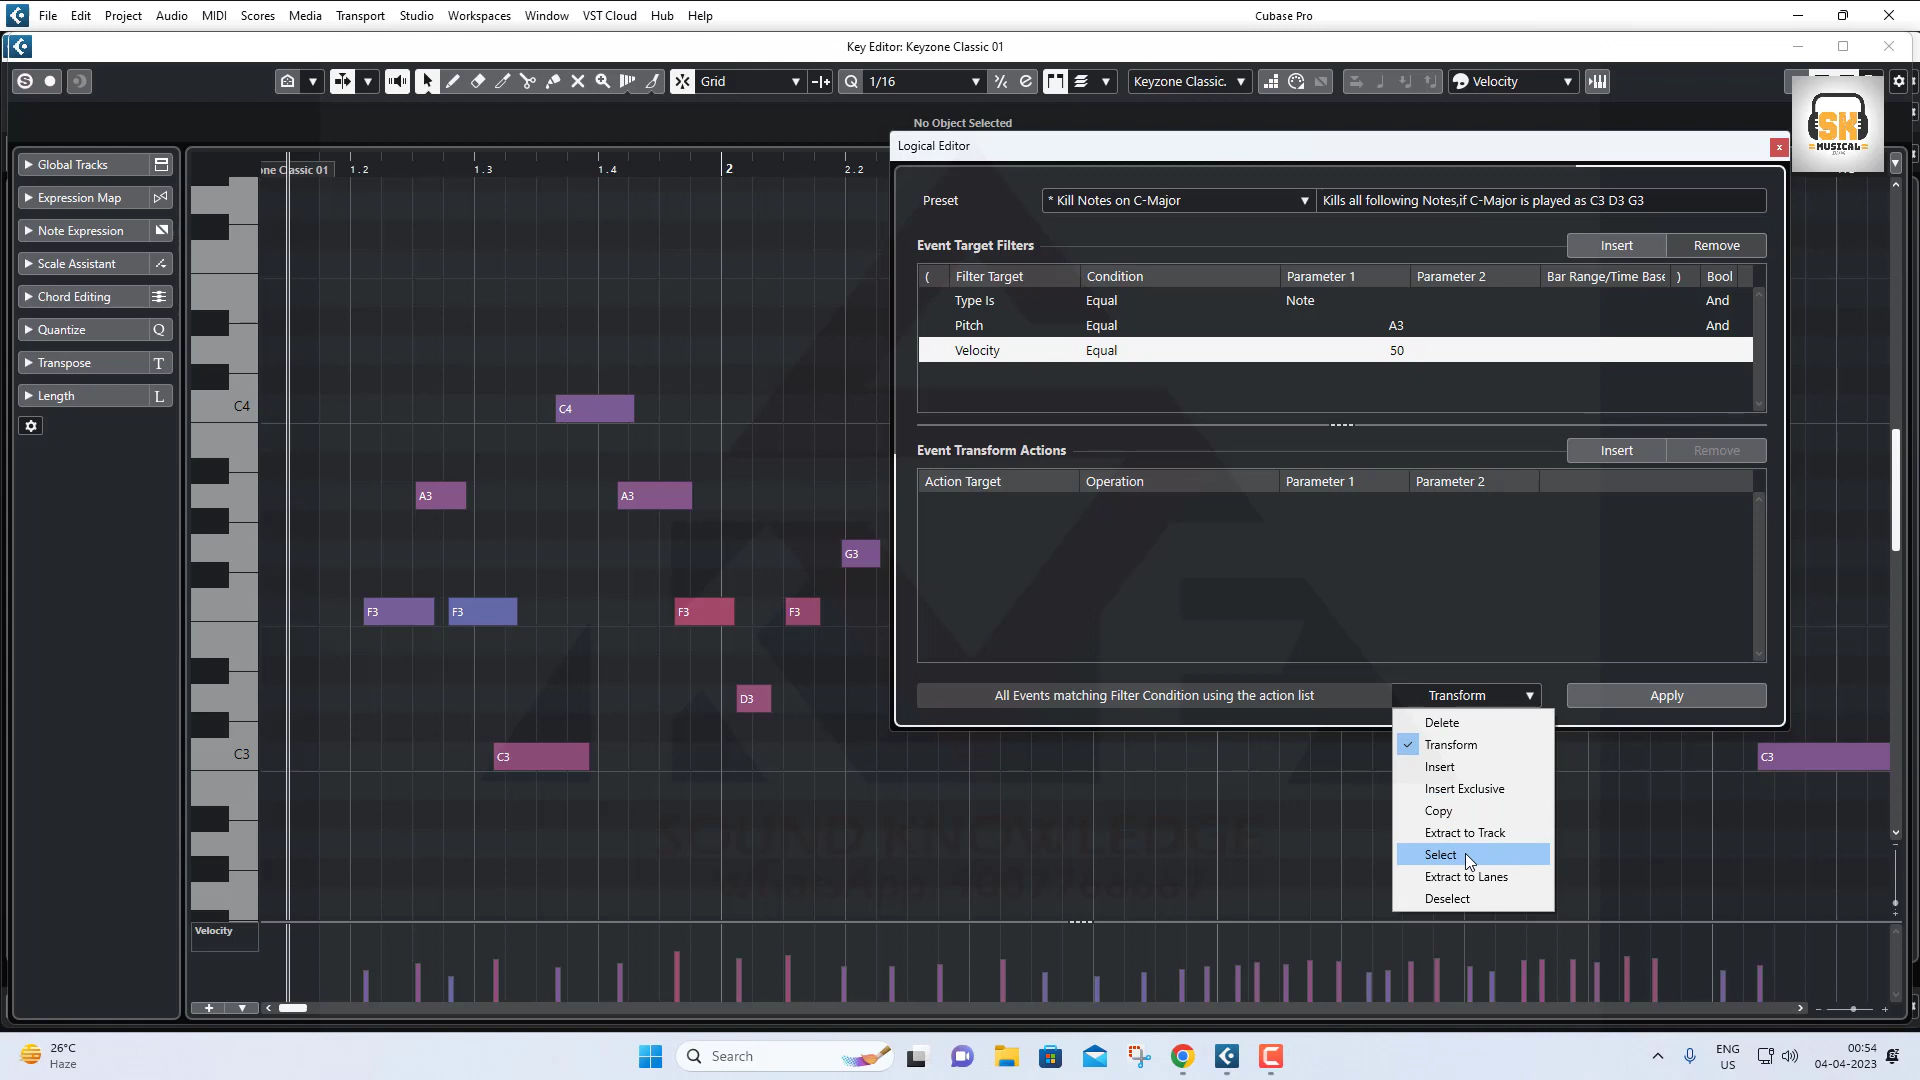 File Edit Project Audio MIDI Scores Media Transport Studio Workspaces Window VST Cloud Hub Help Cubase Pro
Key Editor: Keyzone Classic 01
Grid Q 1/16 Keyzone Classic. Velocity
No Object Selected
SK
MUSICAL
Logical Editor
Global Tracks
Expression Map
Note Expression
Scale Assistant
Chord Editing
Quantize Q
Transpose T
Length L
one Classic 01 1.2 1.3 1.4 2 2.2
C4
C3
C4
A3 A3
G3
F3 F3 F3 F3
D3
C3 C3
Preset * Kill Notes on C-Major Kills all following Notes,if C-Major is played as C3 D3 G3
Event Target Filters Insert Remove
( Filter Target Condition Parameter 1 Parameter 2 Bar Range/Time Base ) Bool
Type Is Equal Note And
Pitch Equal A3 And
Velocity Equal 50
Event Transform Actions Insert Remove
Action Target Operation Parameter 1 Parameter 2
All Events matching Filter Condition using the action list Transform Apply
Delete
Transform
Insert
Insert Exclusive
Copy
Extract to Track
Select
Extract to Lanes
Deselect
SOUND KNOWLEDGE
Velocity
26°C
Haze
Search
ENG
US
00:54
04-04-2023